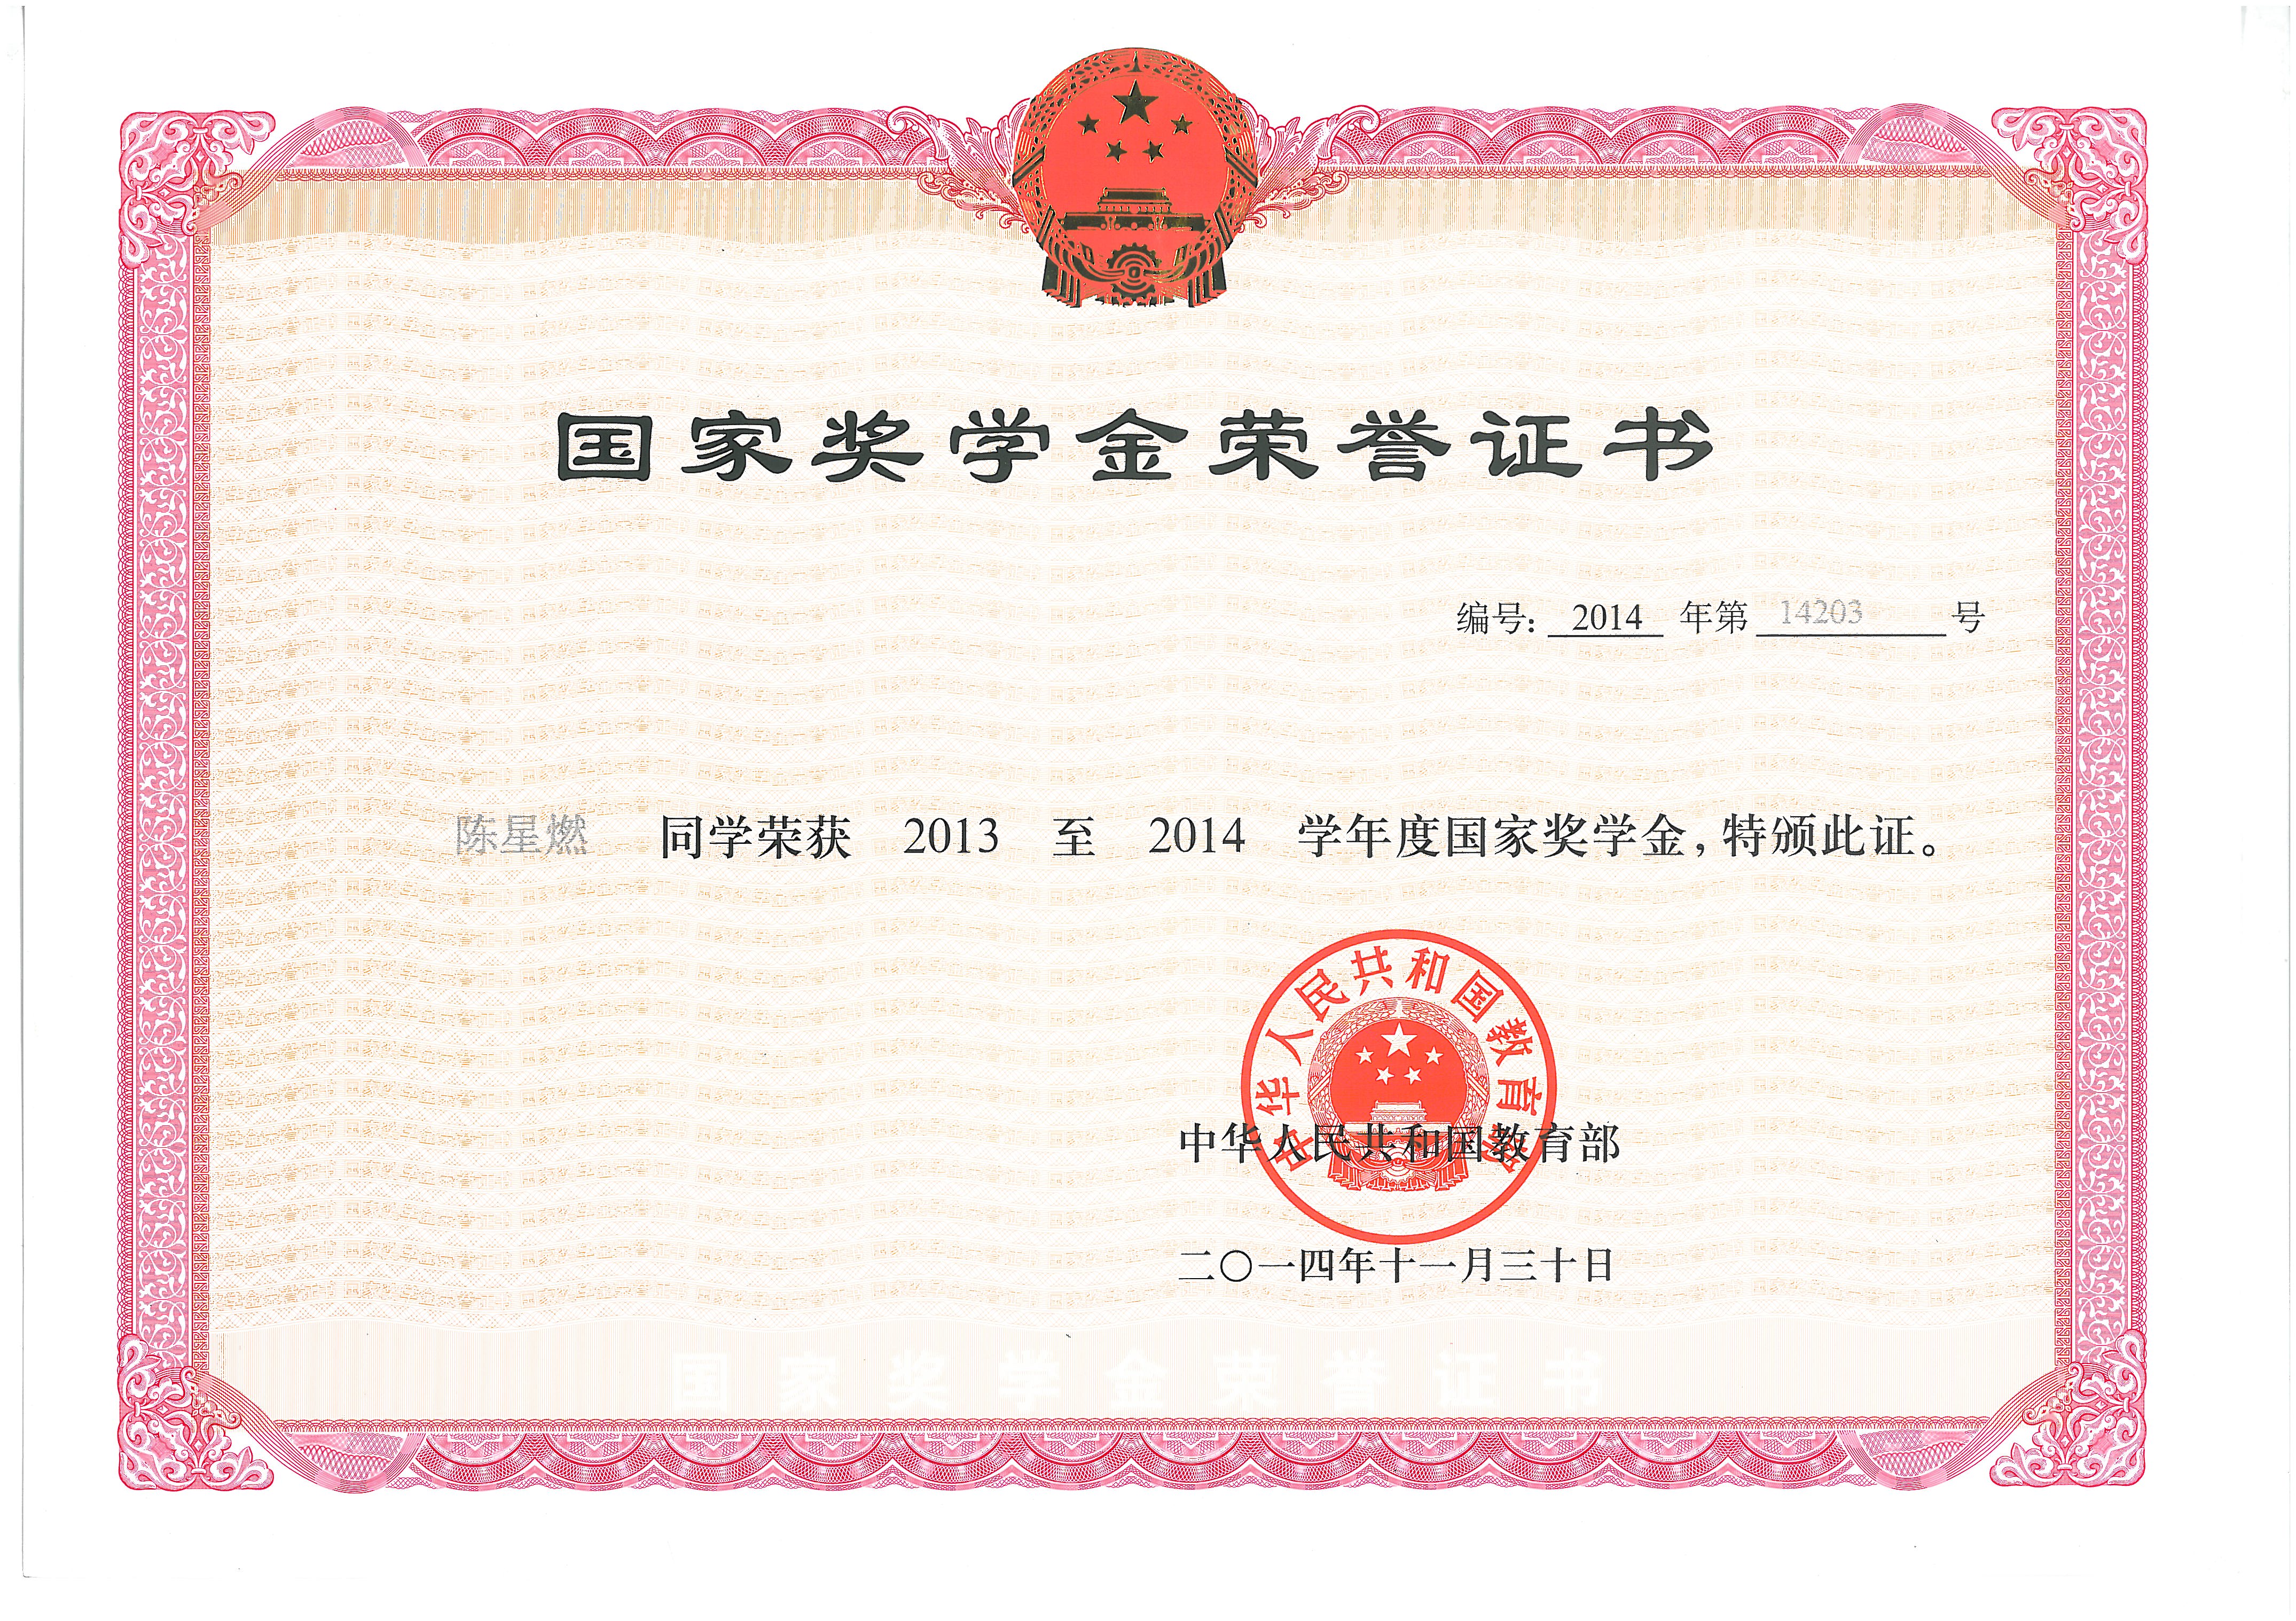 国家奖学金荣誉证书
编号: 2014 年第 14203 号
陈星燃 同学荣获 2013 至 2014 学年度国家奖学金，特颁此证。
中华人民共和国教育部
中华人民共和国教育部
二〇一四年十一月三十日
国家奖学金荣誉证书